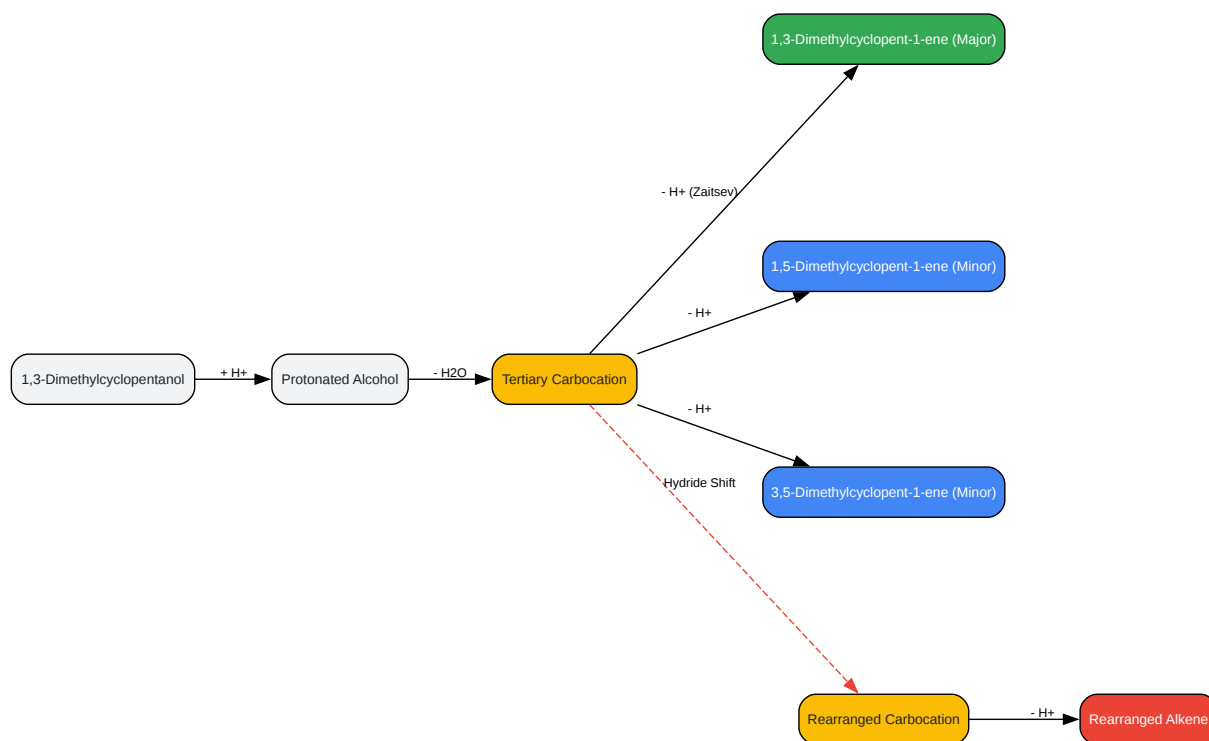 1,3-Dimethylcyclopent-1-ene (Major)
- H+ (Zaitsev)
1,5-Dimethylcyclopent-1-ene (Minor)
- H+
1,3-Dimethylcyclopentanol
+ H+
Protonated Alcohol
- H2O
Tertiary Carbocation
- H+
3,5-Dimethylcyclopent-1-ene (Minor)
Hydride Shift
Rearranged Carbocation
- H+
Rearranged Alkene